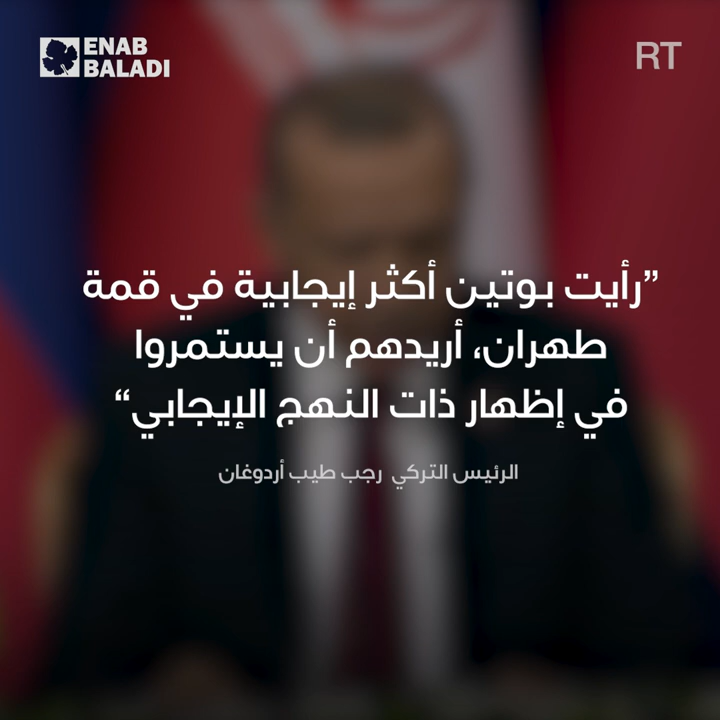 ENAB
BALADI
RT
”رأيت بوتين أكثر إيجابية في قمة
طهران، أريدهم أن يستمروا
في إظهار ذات النهج الإيجابي“
الرئيس التركي رجب طيب أردوغان